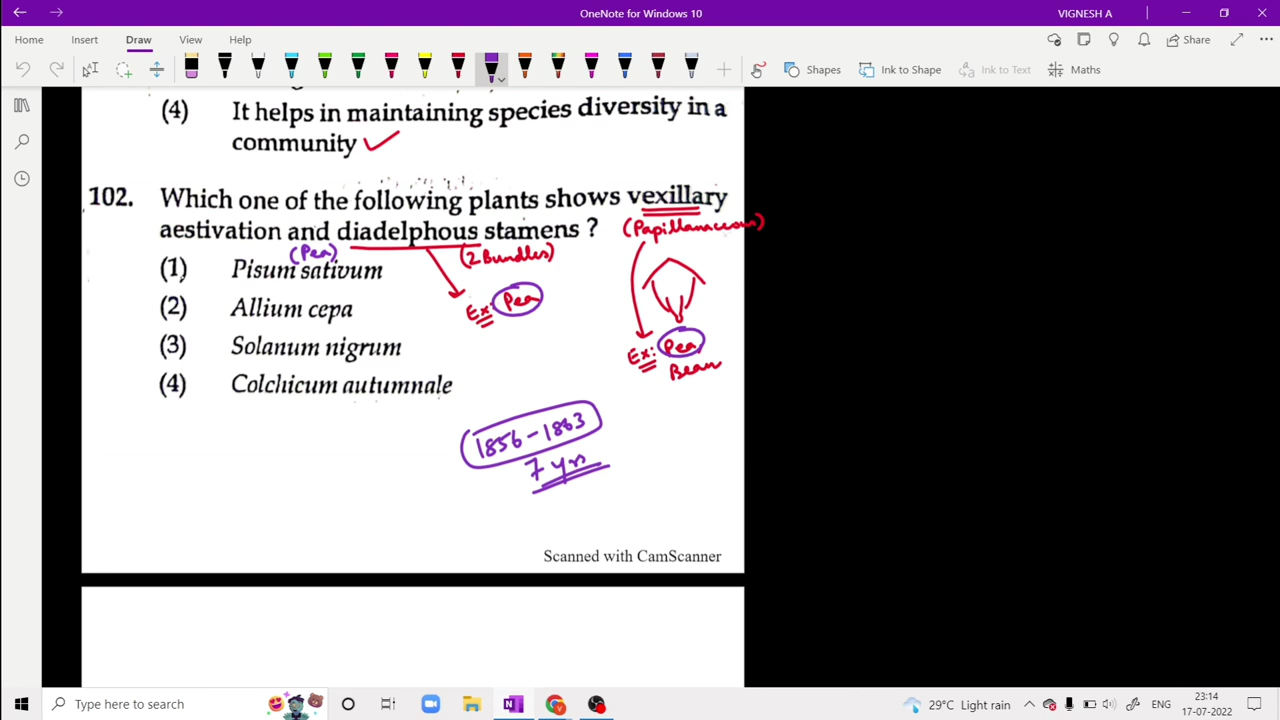 OneNote for Windows 10
VIGNESH A
Home Insert Draw View Help
Share
Shapes Ink to Shape Ink to Text Maths
(4) It helps in maintaining species diversity in a
community
102. Which one of the following plants shows vexillary
aestivation and diadelphous stamens ?
(Papillanaceous)
(Pea)
(2 Bundles)
(1) Pisum sativum
Ex: Pea
(2) Allium cepa
(3) Solanum nigrum
Ex: Pea
Bean
(4) Colchicum autumnale
1856-1863
7 yrs
Scanned with CamScanner
Type here to search
29°C Light rain
ENG
23:14
17-07-2022